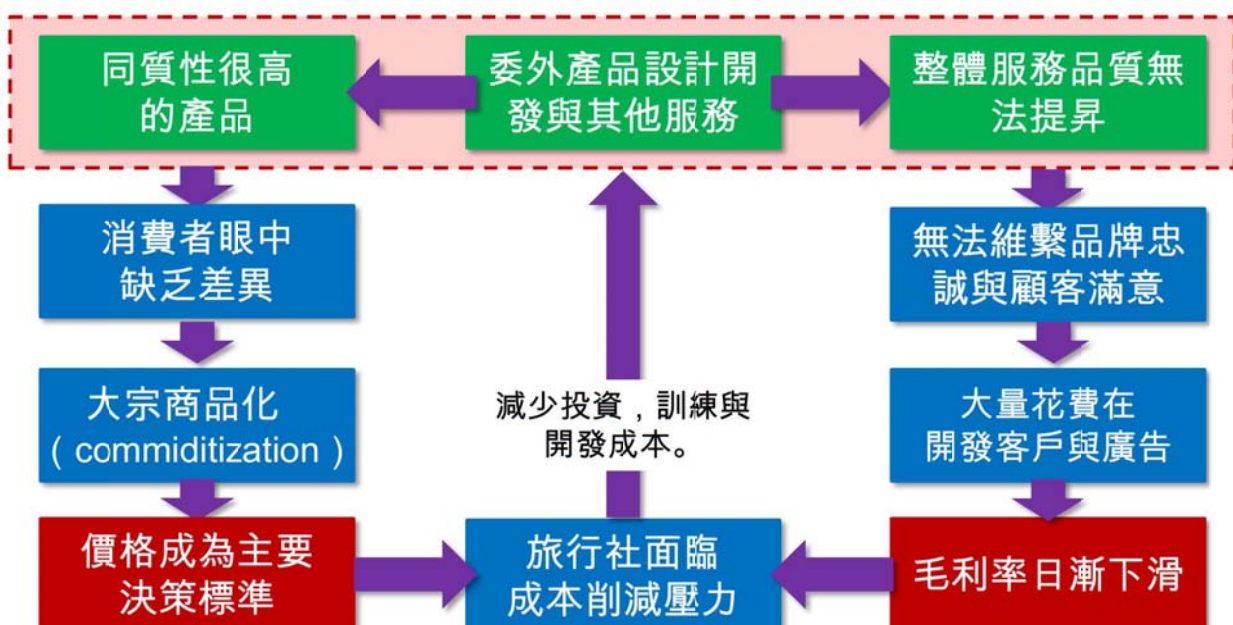 同質性很高
的產品
委外產品設計開
發與其他服務
整體服務品質無
法提昇
消費者眼中
缺乏差異
無法維繫品牌忠
誠與顧客滿意
大宗商品化
（commiditization）
減少投資，訓練與
開發成本。
大量花費在
開發客戶與廣告
價格成為主要
決策標準
旅行社面臨
成本削減壓力
毛利率日漸下滑